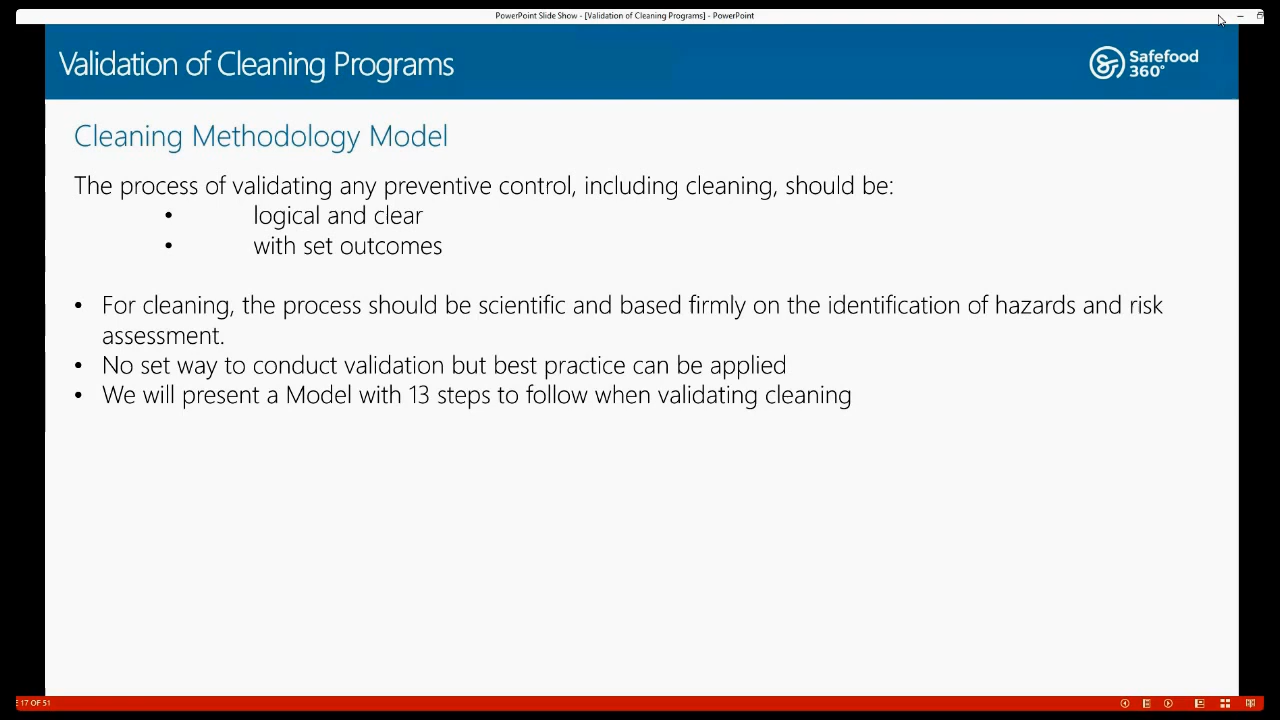 PowerPoint Slide Show - [Validation of Cleaning Programs] - PowerPoint
Validation of Cleaning Programs
Safefood
360°
Cleaning Methodology Model
The process of validating any preventive control, including cleaning, should be:
• logical and clear
• with set outcomes
• For cleaning, the process should be scientific and based firmly on the identification of hazards and risk
assessment.
• No set way to conduct validation but best practice can be applied
• We will present a Model with 13 steps to follow when validating cleaning
E 17 OF 51